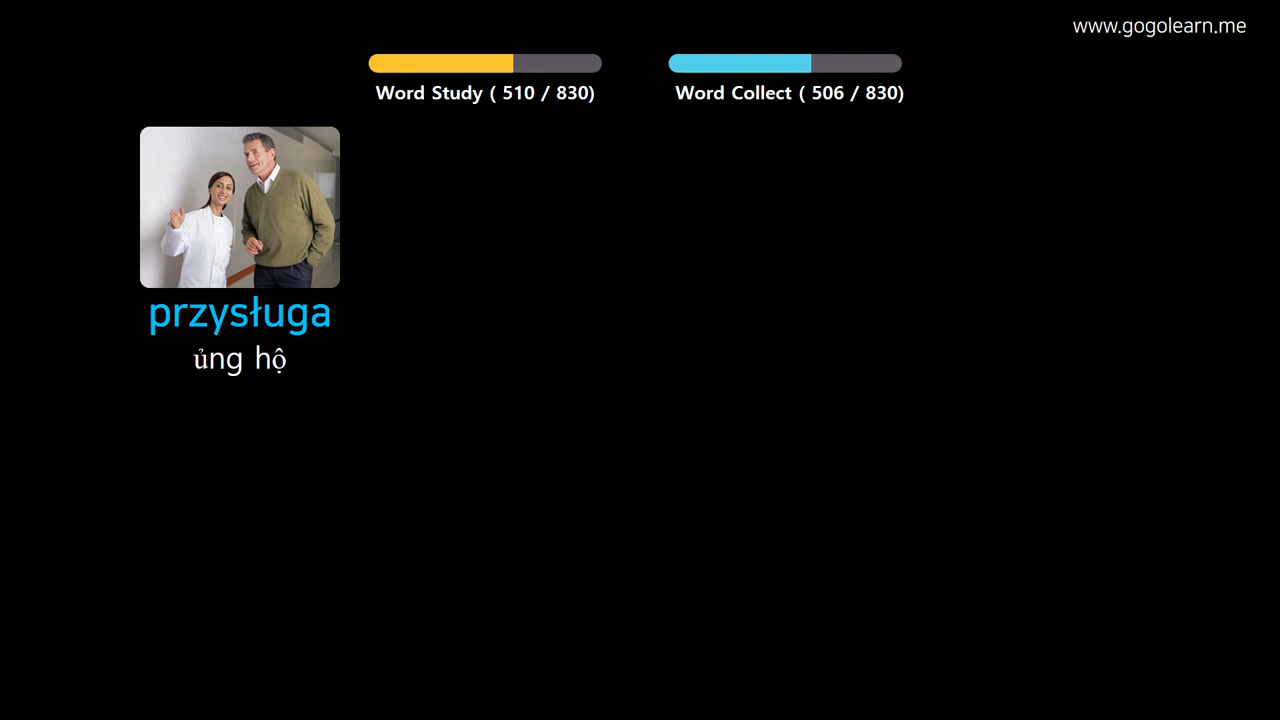 www.gogolearn.me
Word Study ( 510 / 830)
Word Collect ( 506 / 830)
przysługa
ủng hộ